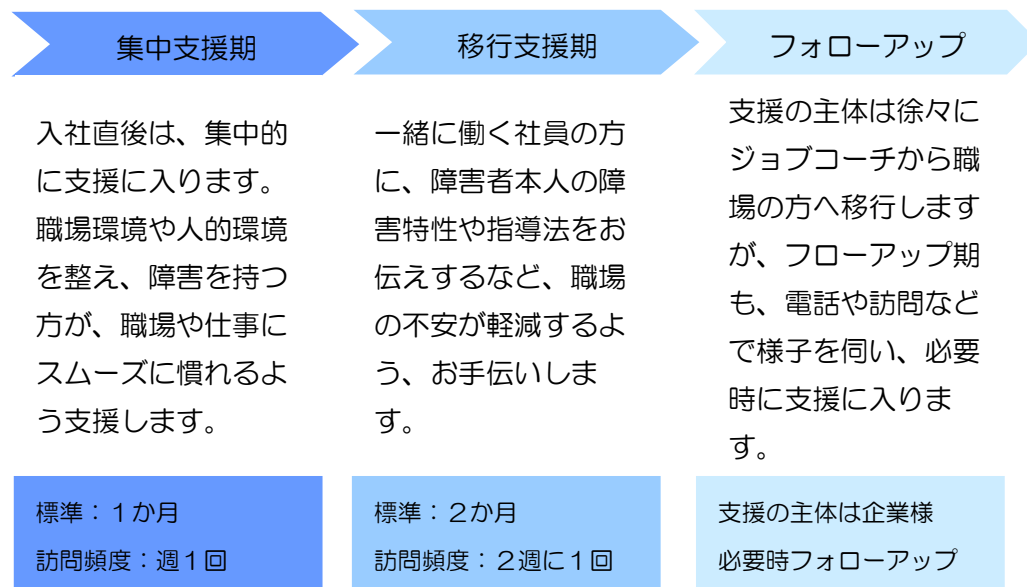 集中支援期
移行支援期
フォローアップ
入社直後は、集中的
に支援に入ります。
職場環境や人的環境
を整え、障害を持つ
方が、職場や仕事に
スムーズに慣れるよ
う支援します。
一緒に働く社員の方
に、障害者本人の障
害特性や指導法をお
伝えするなど、職場
の不安が軽減するよ
う、お手伝いしま
す。
支援の主体は徐々に
ジョブコーチから職
場の方へ移行します
が、フローアップ期
も、電話や訪問など
で様子を伺い、必要
時に支援に入りま
す。
標準：１か月
訪問頻度：週１回
標準：２か月
訪問頻度：２週に１回
支援の主体は企業様
必要時フォローアップ